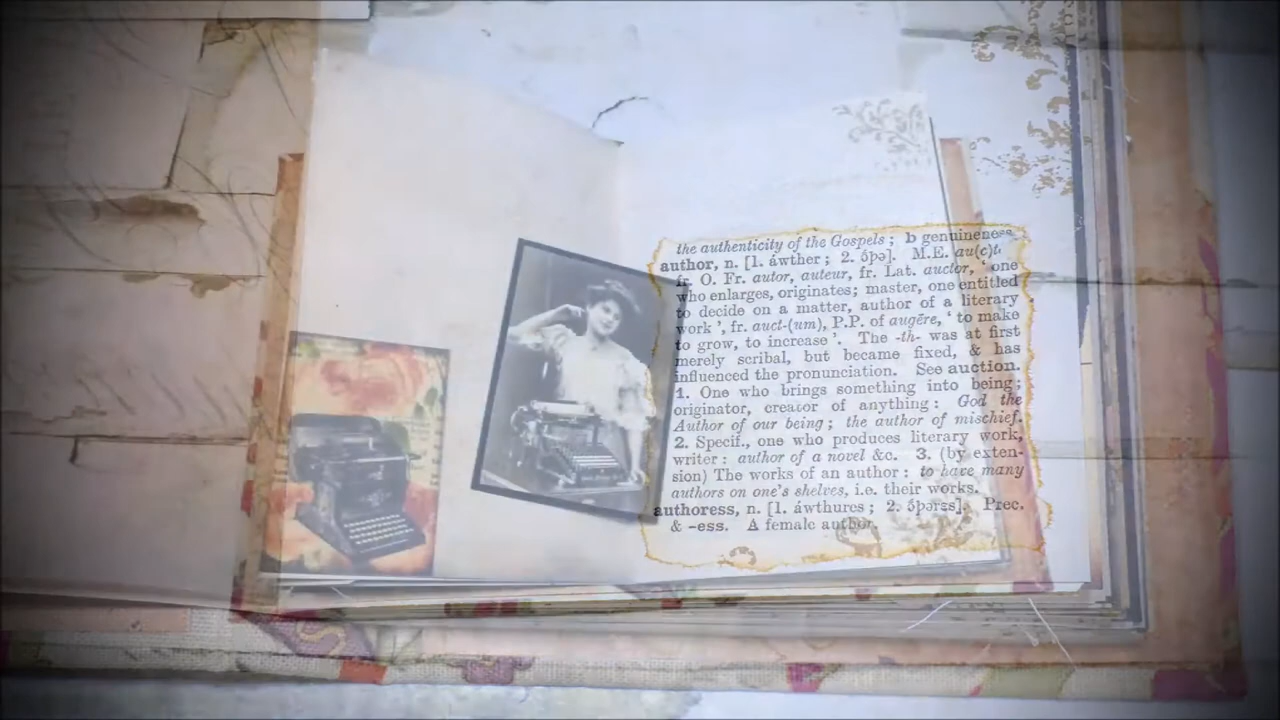 the authenticity of the Gospels ; b genuineness
author, n. [1. áwther ; 2. ɔ́þə]. M.E. au(c)t
fr. O. Fr. autor, auteur, fr. Lat. auctor, ' one
who enlarges, originates; master, one entitled
to decide on a matter, author of a literary
work ', fr. auct-(um), P.P. of augēre, ' to make
to grow, to increase '. The -th- was at first
merely scribal, but became fixed, & has
influenced the pronunciation. See auction.
1. One who brings something into being;
originator, creator of anything : God the
Author of our being ; the author of mischief.
2. Specif., one who produces literary work,
writer : author of a novel &c. 3. (by exten-
sion) The works of an author : to have many
authors on one's shelves, i.e. their works.
authoress, n. [1. áwthures ; 2. ɔ́þərɛs]. Prec.
& -ess. A female author.